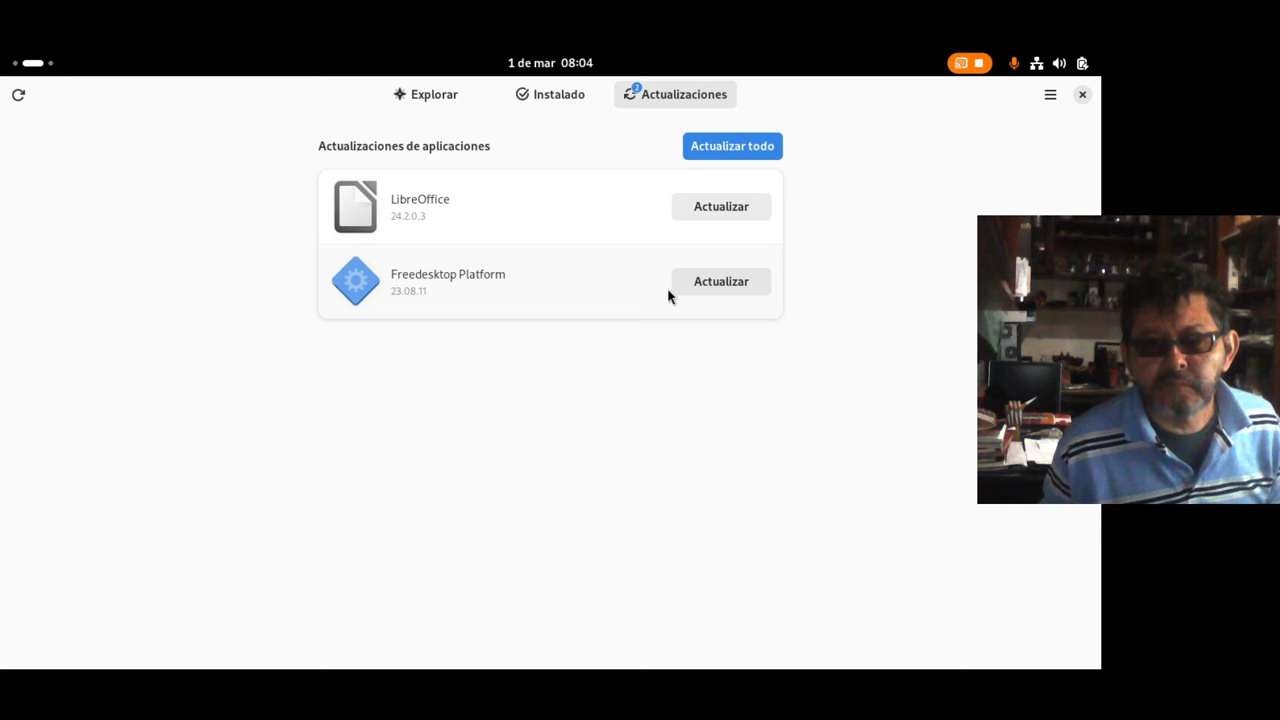 1 de mar 08:04
Explorar
Instalado
2
Actualizaciones
Actualizaciones de aplicaciones
Actualizar todo
LibreOffice
24.2.0.3
Actualizar
Freedesktop Platform
23.08.11
Actualizar